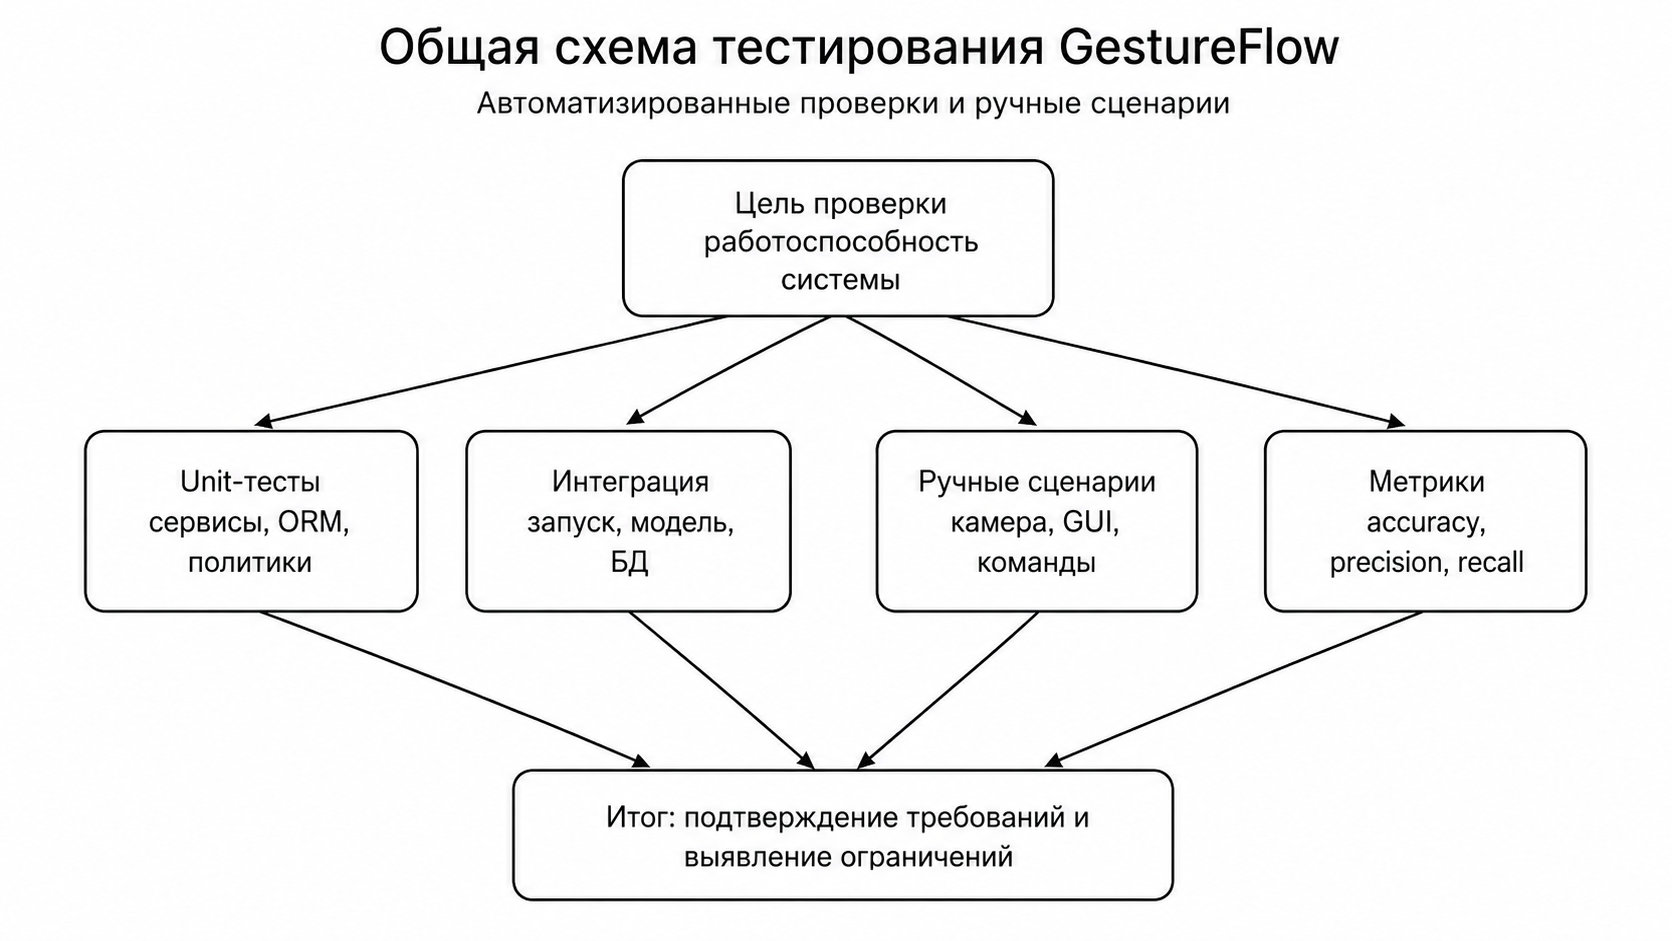 Общая схема тестирования GestureFlow
Автоматизированные проверки и ручные сценарии
Цель проверки
работоспособность
системы
Unit-тесты
сервисы, ORM,
политики
Интеграция
запуск, модель,
БД
Ручные сценарии
камера, GUI,
команды
Метрики
accuracy,
precision, recall
Итог: подтверждение требований и
выявление ограничений